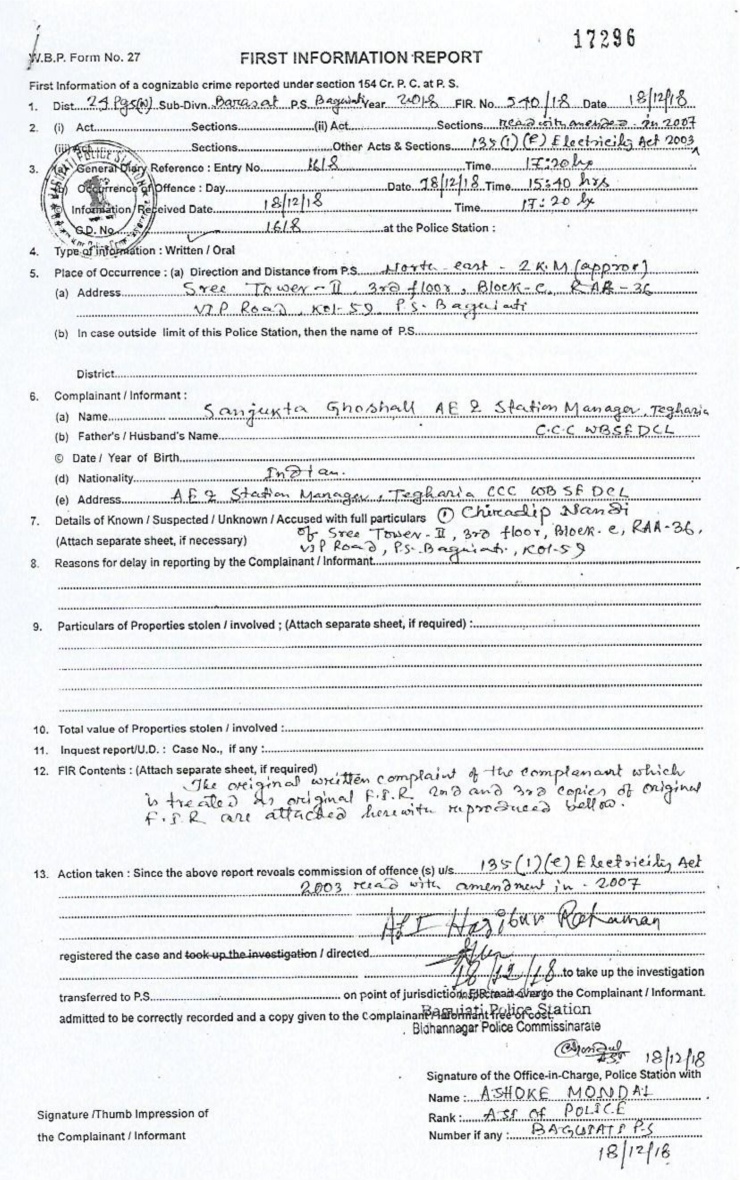 17296
W.B.P. Form No. 27
FIRST INFORMATION REPORT
First Information of a cognizable crime reported under section 154 Cr. P. C. at P. S.
1. Dist. 24 Pgs(N) Sub-Divn. Barasat P.S. Baguiati Year 2018 FIR. No. 540/18 Date 18/12/18
2. (i) Act Sections (ii) Act Sections read with amended in 2007
(iii) Act Sections Other Acts & Sections 135(1)(e) Electricity Act 2003
3. General Diary Reference : Entry No. 1618 Time 17:20 hr
Occurrence of Offence : Day Date 18/12/18 Time 15:40 hrs
Information Received Date 18/12/18 Time 17:20 hr
G.D. No. 1618 at the Police Station :
4. Type of information : Written / Oral
5. Place of Occurrence : (a) Direction and Distance from P.S. North east - 2 K.M (approx)
(a) Address Sree Tower-II, 3rd floor, Block-C, RAA-36
VIP Road, Kol-59 P.S. Baguiati
(b) In case outside limit of this Police Station, then the name of P.S.
District
6. Complainant / Informant :
(a) Name Sanjukta Ghoshall AE & Station Manager, Tegharia
(b) Father's / Husband's Name C.C.C WBSEDCL
© Date / Year of Birth
(d) Nationality Indian.
(e) Address AE & Station Manager, Tegharia CCC WBSEDCL
7. Details of Known / Suspected / Unknown / Accused with full particulars ① Chiradip Nandi
(Attach separate sheet, if necessary) of Sree Tower-II, 3rd floor, Block-C, RAA-36,
VIP Road, P.S. Baguiati, Kol-59
8. Reasons for delay in reporting by the Complainant / Informant
9. Particulars of Properties stolen / involved ; (Attach separate sheet, if required) :
10. Total value of Properties stolen / involved :
11. Inquest report/U.D. : Case No., if any :
12. FIR Contents : (Attach separate sheet, if required)
The original written complaint of the complenant which
is treated as original F.I.R 2nd and 3rd copies of original
F.I.R are attached herewith reproduced bellow.
13. Action taken : Since the above report reveals commission of offence (s) u/s. 135(1)(e) Electricity Act
2003 read with amendment in - 2007
ASI Hazibur Rahaman
registered the case and took up the investigation / directed
18/12/18 to take up the investigation
transferred to P.S. on point of jurisdiction. FIR read over to the Complainant / Informant.
admitted to be correctly recorded and a copy given to the Complainant / Informant free of cost.
Baguiati Police Station
Bidhannagar Police Commissinarate
ASI 18/12/18
Signature of the Office-in-Charge, Police Station with
Name : ASHOKE MONDAL
Rank : ASI OF POLICE
Number if any : BAGUIATI P.S
18/12/18
Signature /Thumb Impression of
the Complainant / Informant